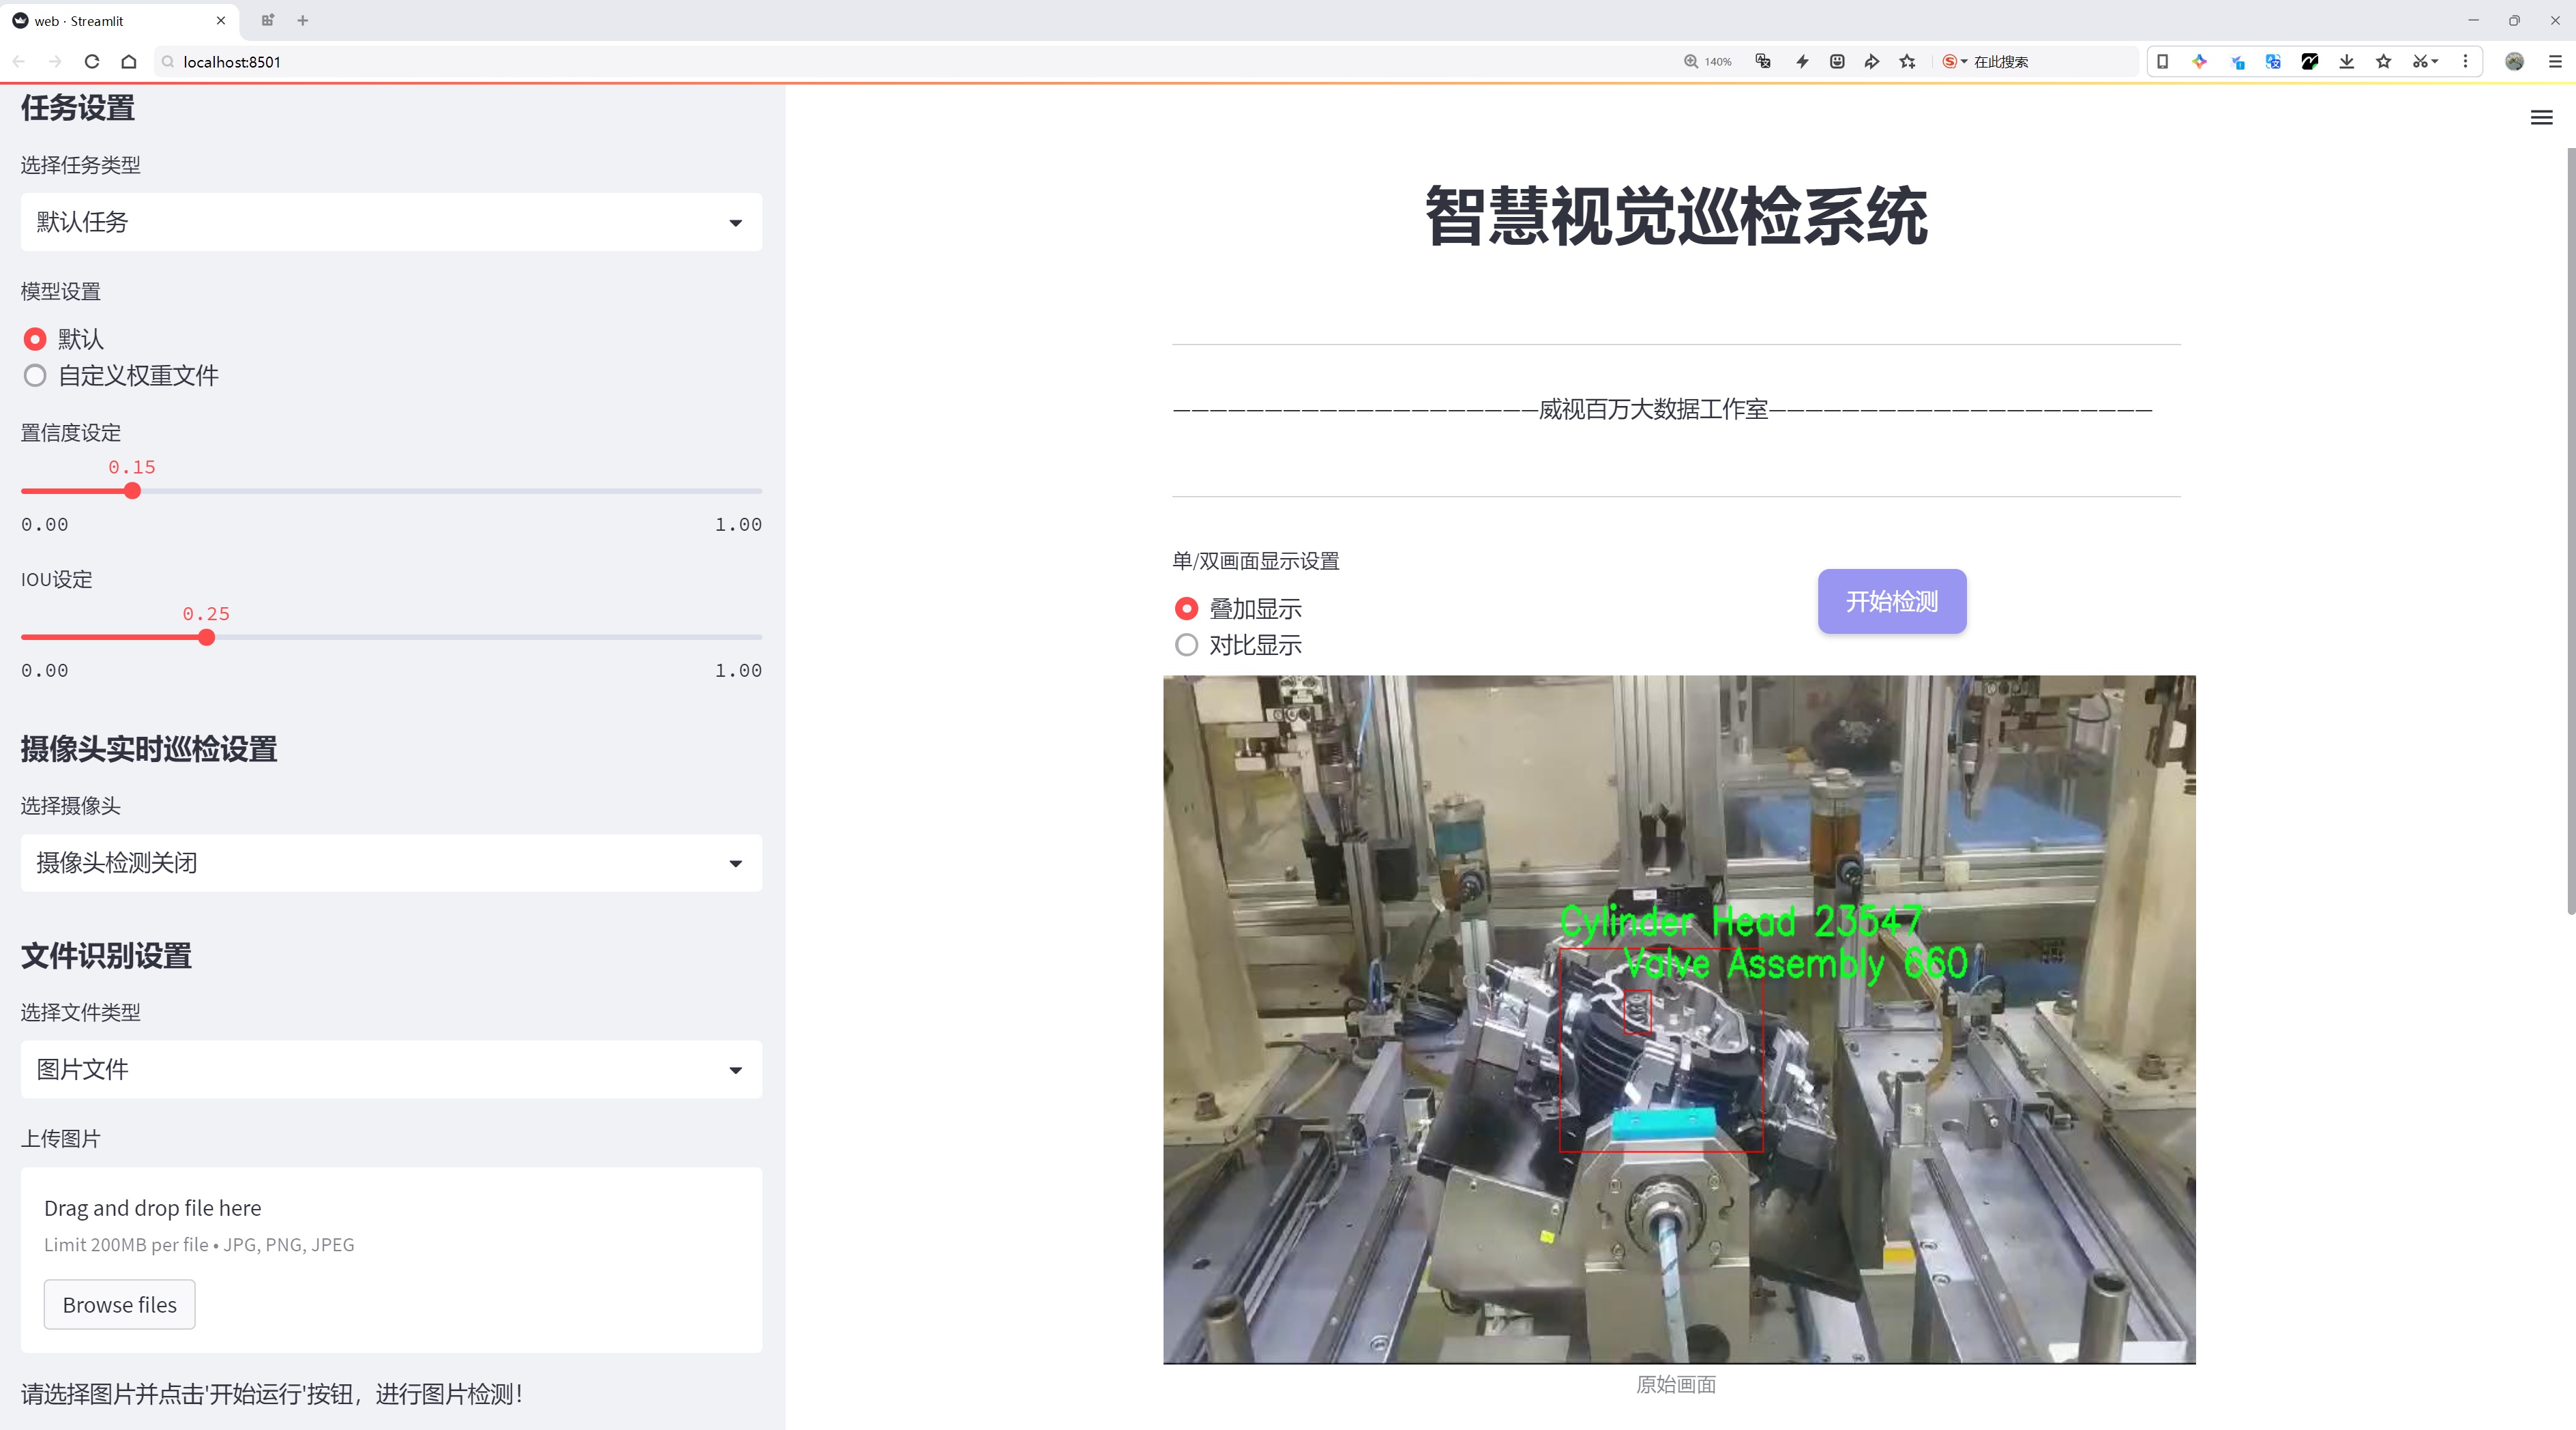 web · Streamlit
localhost:8501
140%
在此搜索
任务设置
选择任务类型
默认任务
模型设置
默认
自定义权重文件
置信度设定
0.15
0.00
1.00
IOU设定
0.25
0.00
1.00
摄像头实时巡检设置
选择摄像头
摄像头检测关闭
文件识别设置
选择文件类型
图片文件
上传图片
Drag and drop file here
Limit 200MB per file • JPG, PNG, JPEG
Browse files
请选择图片并点击'开始运行'按钮，进行图片检测！
智慧视觉巡检系统
————————————————————威视百万大数据工作室—————————————————————
单/双画面显示设置
叠加显示
对比显示
开始检测
Cylinder Head 23547
Valve Assembly 660
原始画面